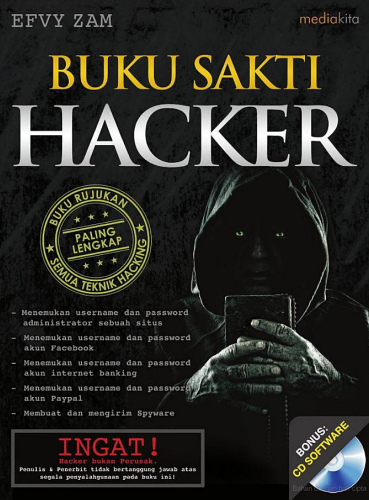 EFVY ZAM
mediakita
BUKU SAKTI
HACKER
BUKU RUJUKAN
PALING
LENGKAP
SEMUA TEKNIK HACKING
- Menemukan username dan password
administrator sebuah situs
- Menemukan username dan password
akun Facebook
- Menemukan username dan password
akun internet banking
- Menemukan username dan password
akun Paypal
- Membuat dan mengirim Spyware
INGAT!
Hacker bukan Perusak.
Penulis & Penerbit tidak bertanggung jawab atas
segala penyalahgunaan pada buku ini!
BONUS:
CD SOFTWARE